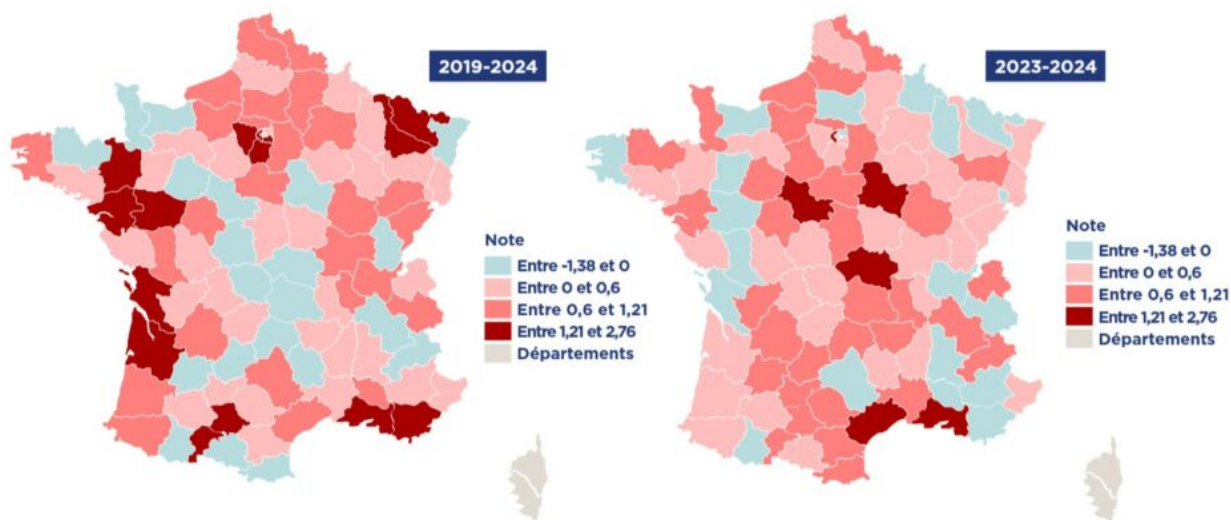 2019-2024
Note
Entre -1,38 et 0
Entre 0 et 0,6
Entre 0,6 et 1,21
Entre 1,21 et 2,76
Départements
2023-2024
Note
Entre -1,38 et 0
Entre 0 et 0,6
Entre 0,6 et 1,21
Entre 1,21 et 2,76
Départements